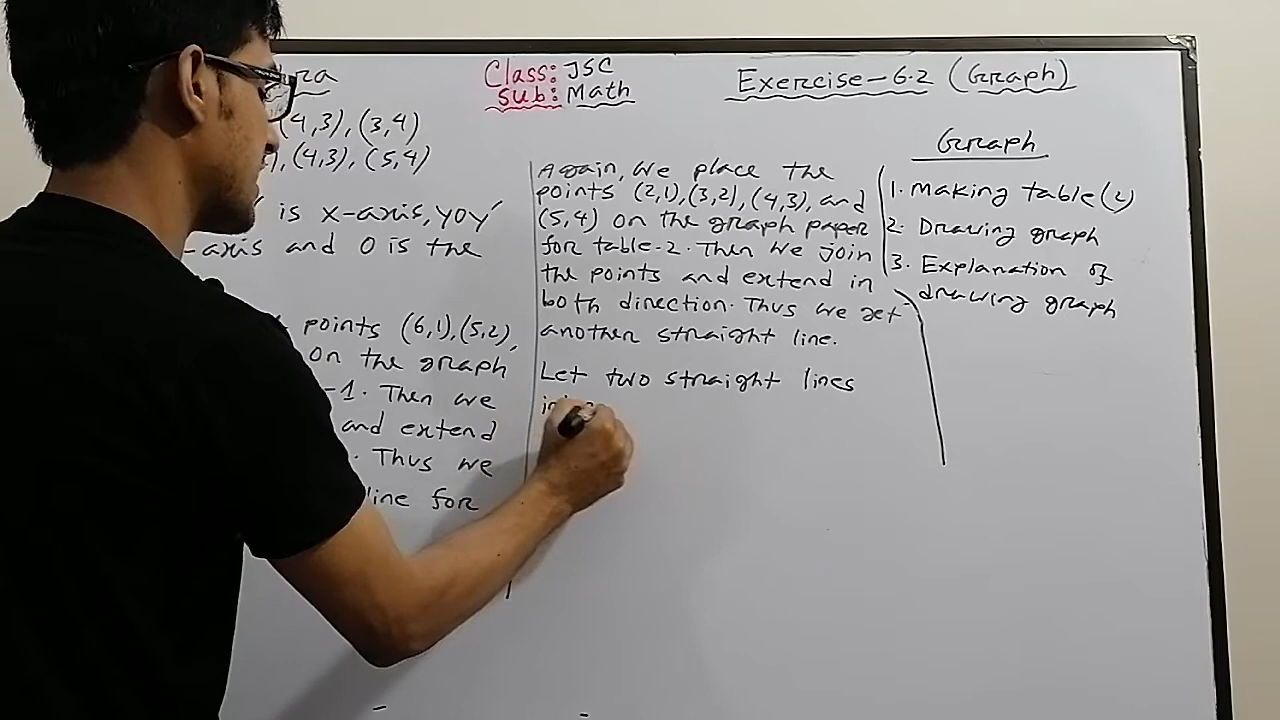 Class: JSC
Sub: Math
Exercise-6.2 (Graph)
(4,3), (3,4)
(4,3), (5,4)
is x-axis, yoy'
-axis and O is the
points (6,1), (5,2),
on the graph
-1. Then we
and extend
. Thus we
line for
Again, we place the
points (2,1), (3,2), (4,3), and
(5,4) on the graph paper
for table-2. Then we join
the points and extend in
both direction. Thus we get
another straight line.
Let two straight lines
Graph
1. Making table(2)
2. Drawing graph
3. Explanation of
drawing graph